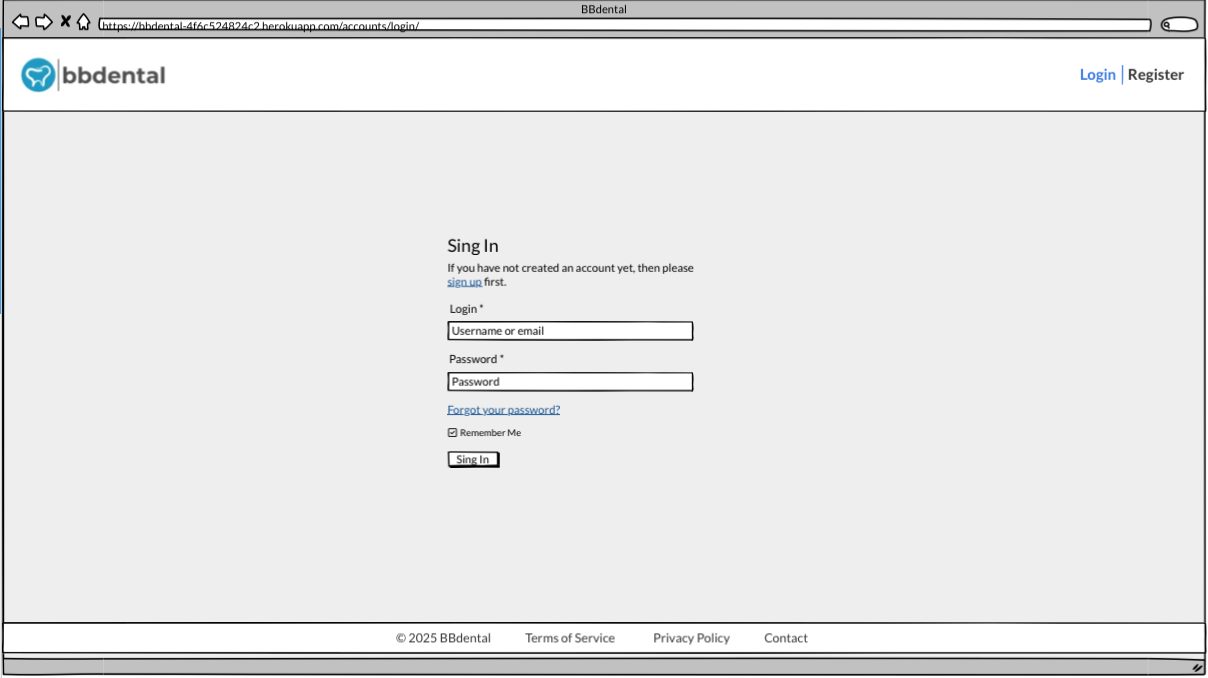 BBdental
https://bbdental-4f6c524824c2.herokuapp.com/accounts/login/
bbdental
Login | Register
Sing In
If you have not created an account yet, then please
sign up first.
Login *
Username or email
Password *
Password
Forgot your password?
Remember Me
Sing In
© 2025 BBdental Terms of Service Privacy Policy Contact